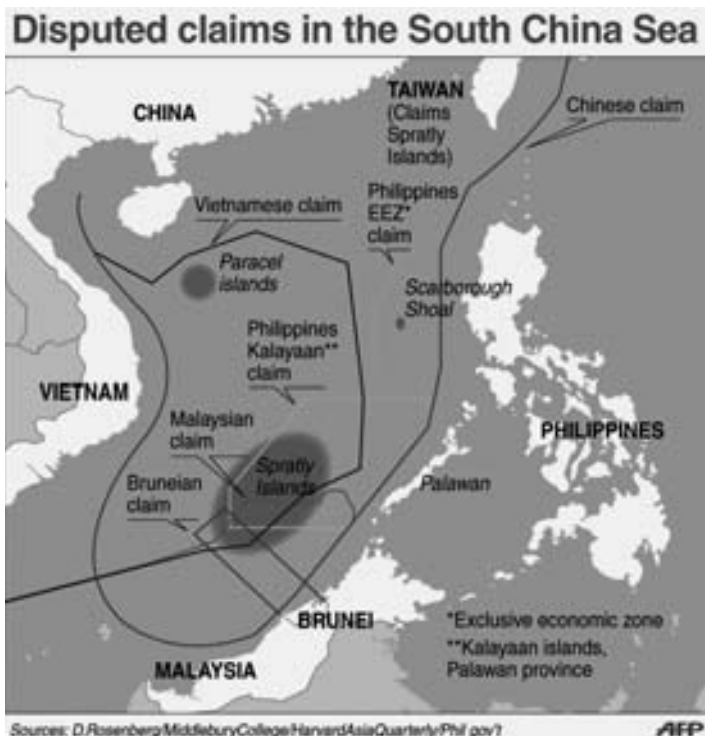 Disputed claims in the South China Sea
CHINA
TAIWAN
(Claims
Spratly
Islands)
Chinese claim
Vietnamese claim
Philippines
EEZ*
claim
Paracel
islands
Scarborough
Shoal
Philippines
Kalayaan**
claim
VIETNAM
Malaysian
claim
PHILIPPINES
Spratly
Islands
Bruneian
claim
Palawan
BRUNEI
MALAYSIA
*Exclusive economic zone
**Kalayaan islands,
Palawan province
Sources: D.Rosenberg/MiddleburyCollege/HarvardAsiaQuarterly/Phil gov't
AFP